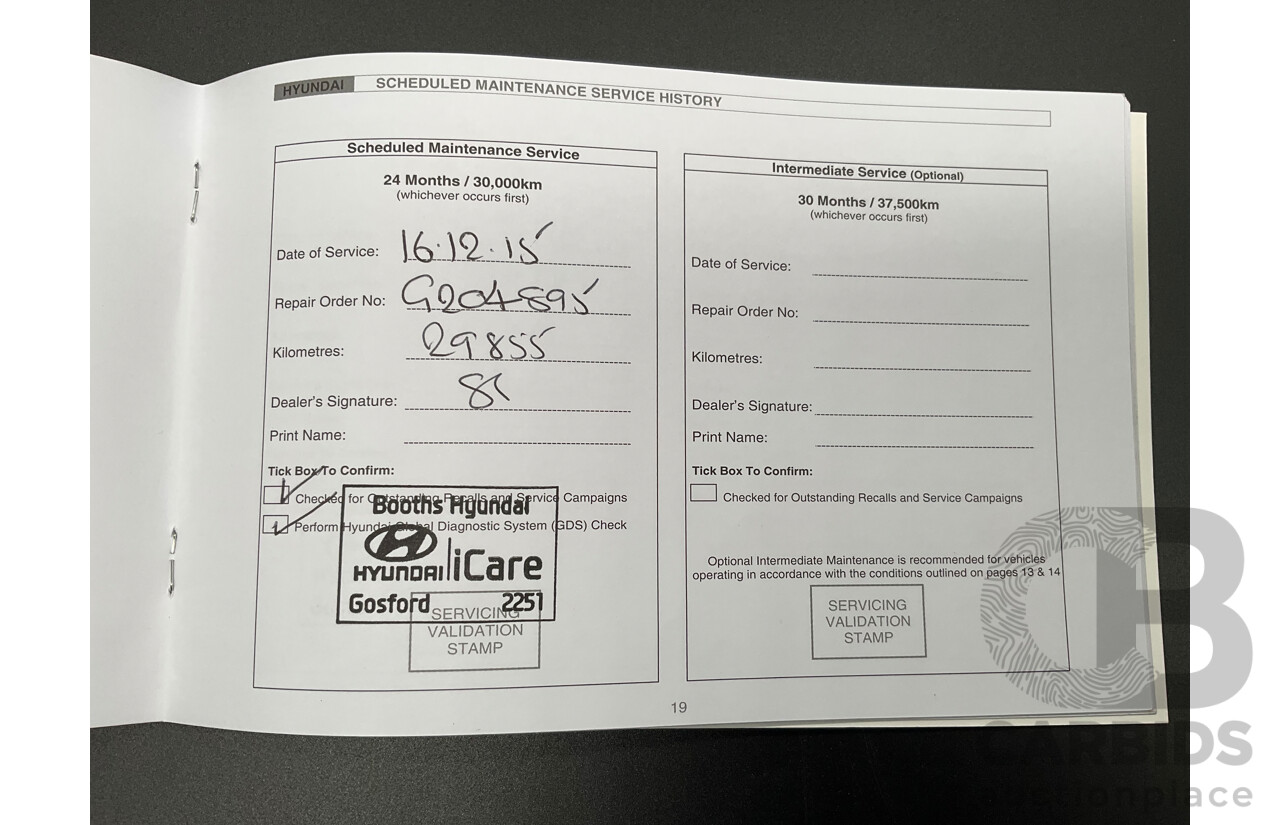 HYUNDAI SCHEDULED MAINTENANCE SERVICE HISTORY
Scheduled Maintenance Service
24 Months / 30,000km
(whichever occurs first)
Date of Service: 16.12.15
Repair Order No: G204895
Kilometres: 29855
Dealer's Signature:
Print Name:
Tick Box To Confirm:
Checked for Outstanding Recalls and Service Campaigns
Perform Hyundai Global Diagnostic System (GDS) Check
Booths Hyundai
HYUNDAI iCare
Gosford 2251
SERVICING
VALIDATION
STAMP
Intermediate Service (Optional)
30 Months / 37,500km
(whichever occurs first)
Date of Service:
Repair Order No:
Kilometres:
Dealer's Signature:
Print Name:
Tick Box To Confirm:
Checked for Outstanding Recalls and Service Campaigns
Optional Intermediate Maintenance is recommended for vehicles
operating in accordance with the conditions outlined on pages 13 & 14
SERVICING
VALIDATION
STAMP
19
CARBIDS
auctionplace